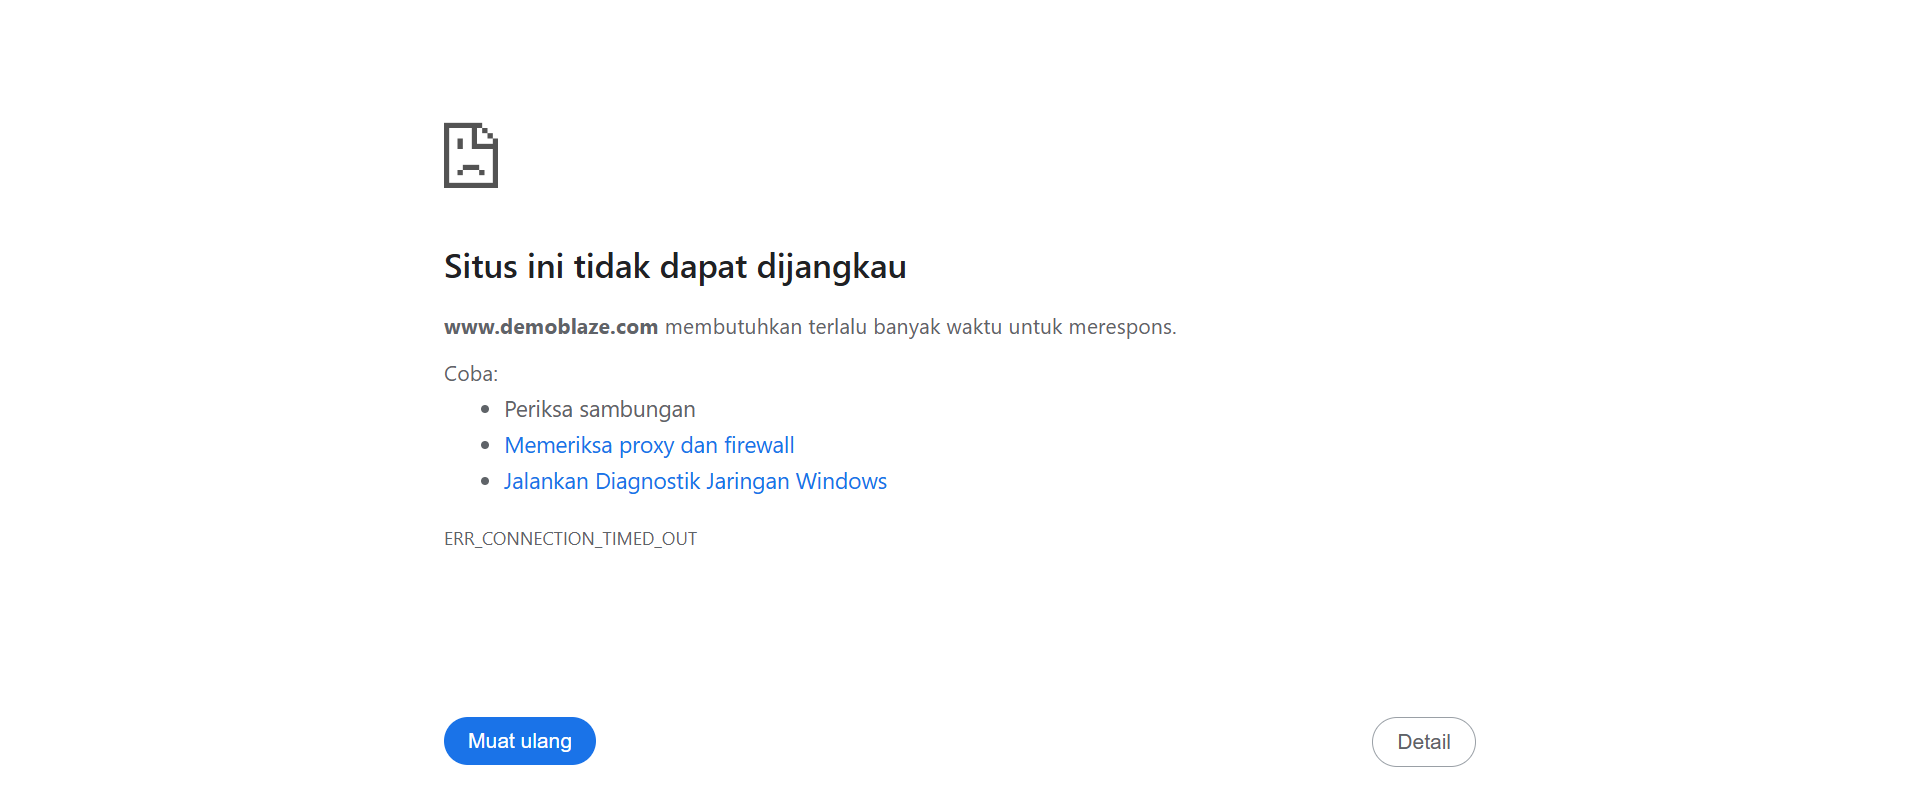 Situs ini tidak dapat dijangkau
www.demoblaze.com membutuhkan terlalu banyak waktu untuk merespons.
Coba:
Periksa sambungan
Memeriksa proxy dan firewall
Jalankan Diagnostik Jaringan Windows
ERR_CONNECTION_TIMED_OUT
Muat ulang
Detail